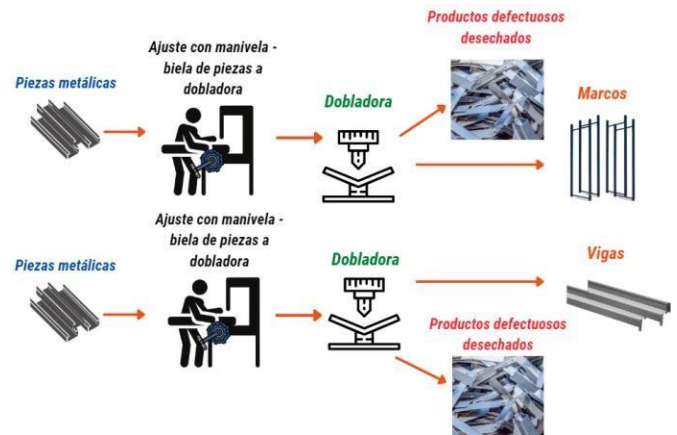 Productos defectuosos
desechados
Ajuste con manivela -
biela de piezas a
dobladora
Piezas metálicas
Dobladora
Marcos
Ajuste con manivela -
biela de piezas a
dobladora
Piezas metálicas
Dobladora
Vigas
Productos defectuosos
desechados